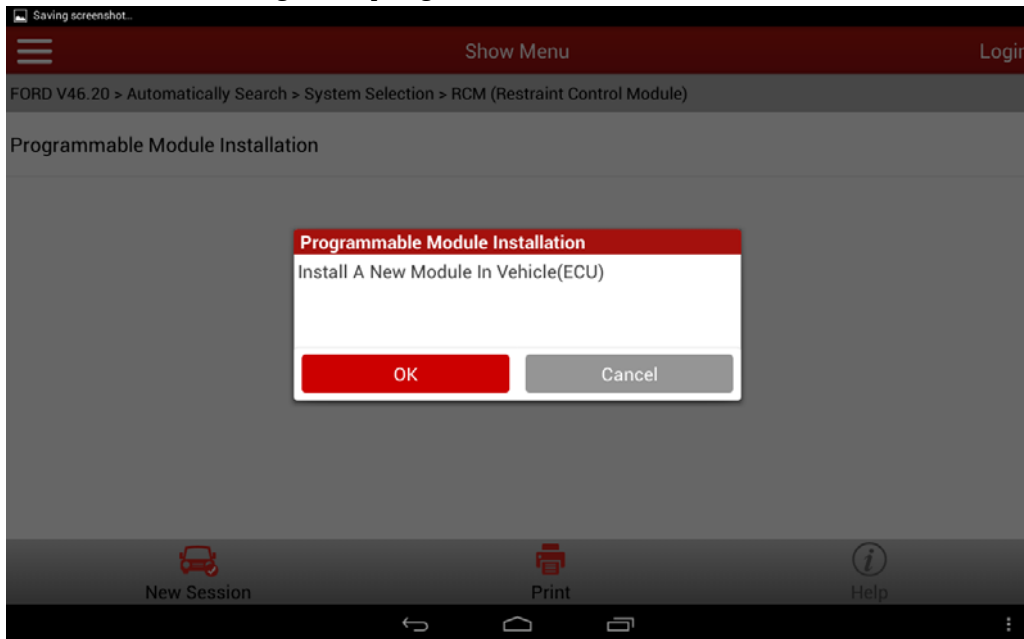 Saving screenshot...
Show Menu
FORD V46.20 > Automatically Search > System Selection > RCM (Restraint Control Module)
Programmable Module Installation
Programmable Module Installation
Install A New Module In Vehicle(ECU)
OK
Cancel
New Session
Print
Help